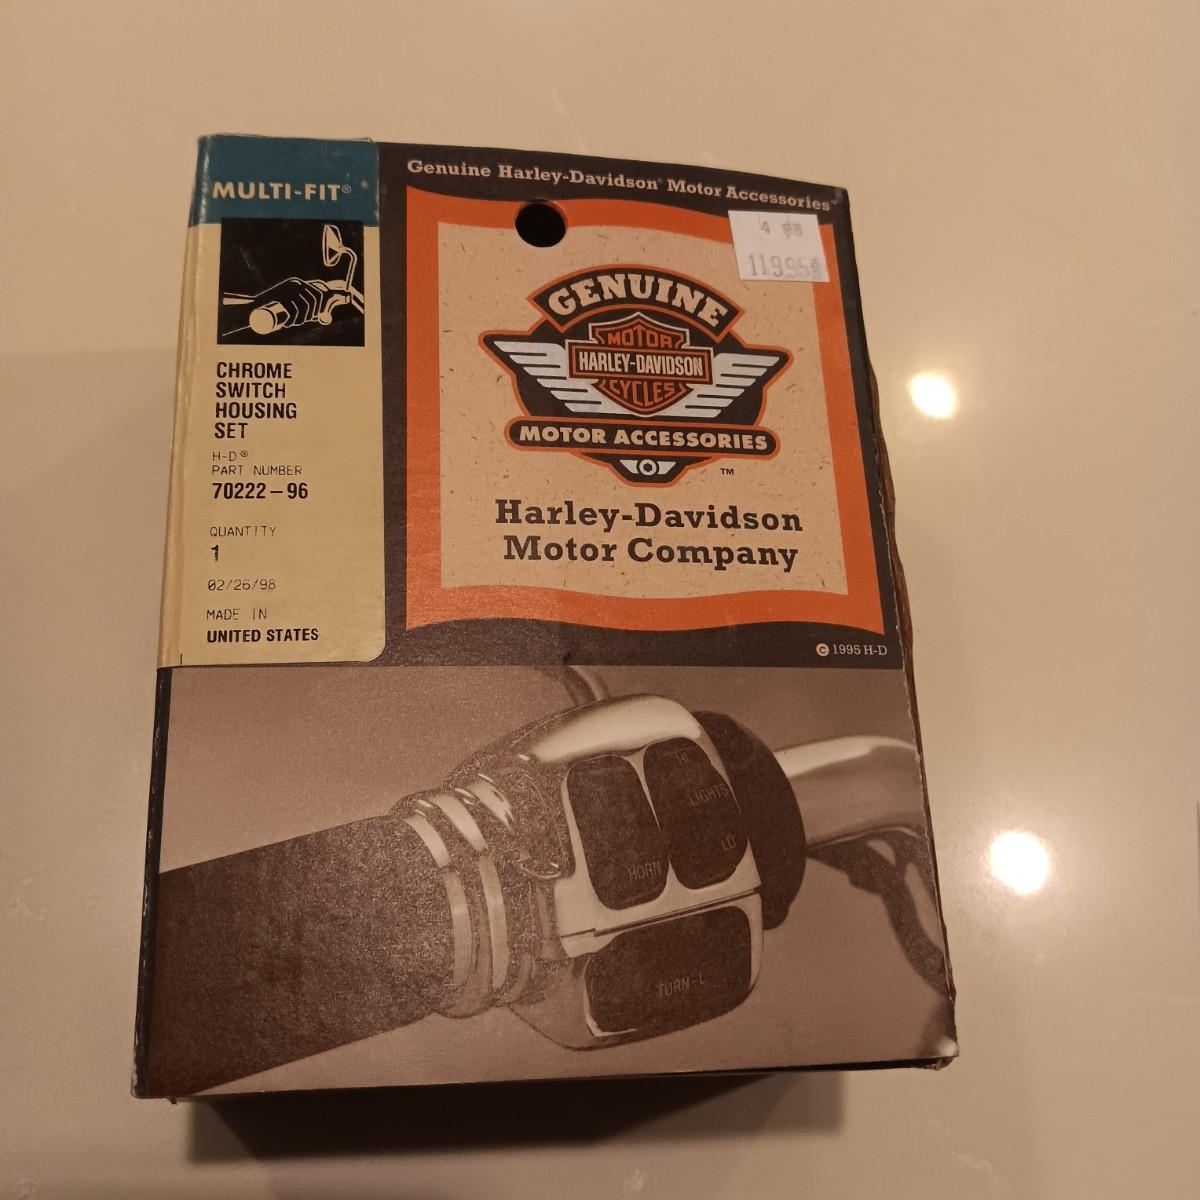 MULTI-FIT®
CHROME
SWITCH
HOUSING
SET
H-D®
PART NUMBER
70222-96
QUANTITY
1
02/26/98
MADE IN
UNITED STATES
Genuine Harley-Davidson® Motor Accessories™
4 98
119.95
GENUINE
MOTOR
HARLEY-DAVIDSON
CYCLES
MOTOR ACCESSORIES
™
Harley-Davidson
Motor Company
© 1995 H-D
HI
LIGHTS
LO
HORN
TURN-L